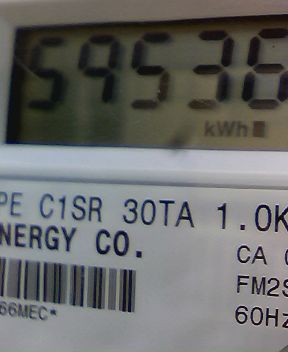 59536
kWh
PE C1SR 30TA 1.0K
NERGY CO.
CA
FM2S
66MEC*
60Hz